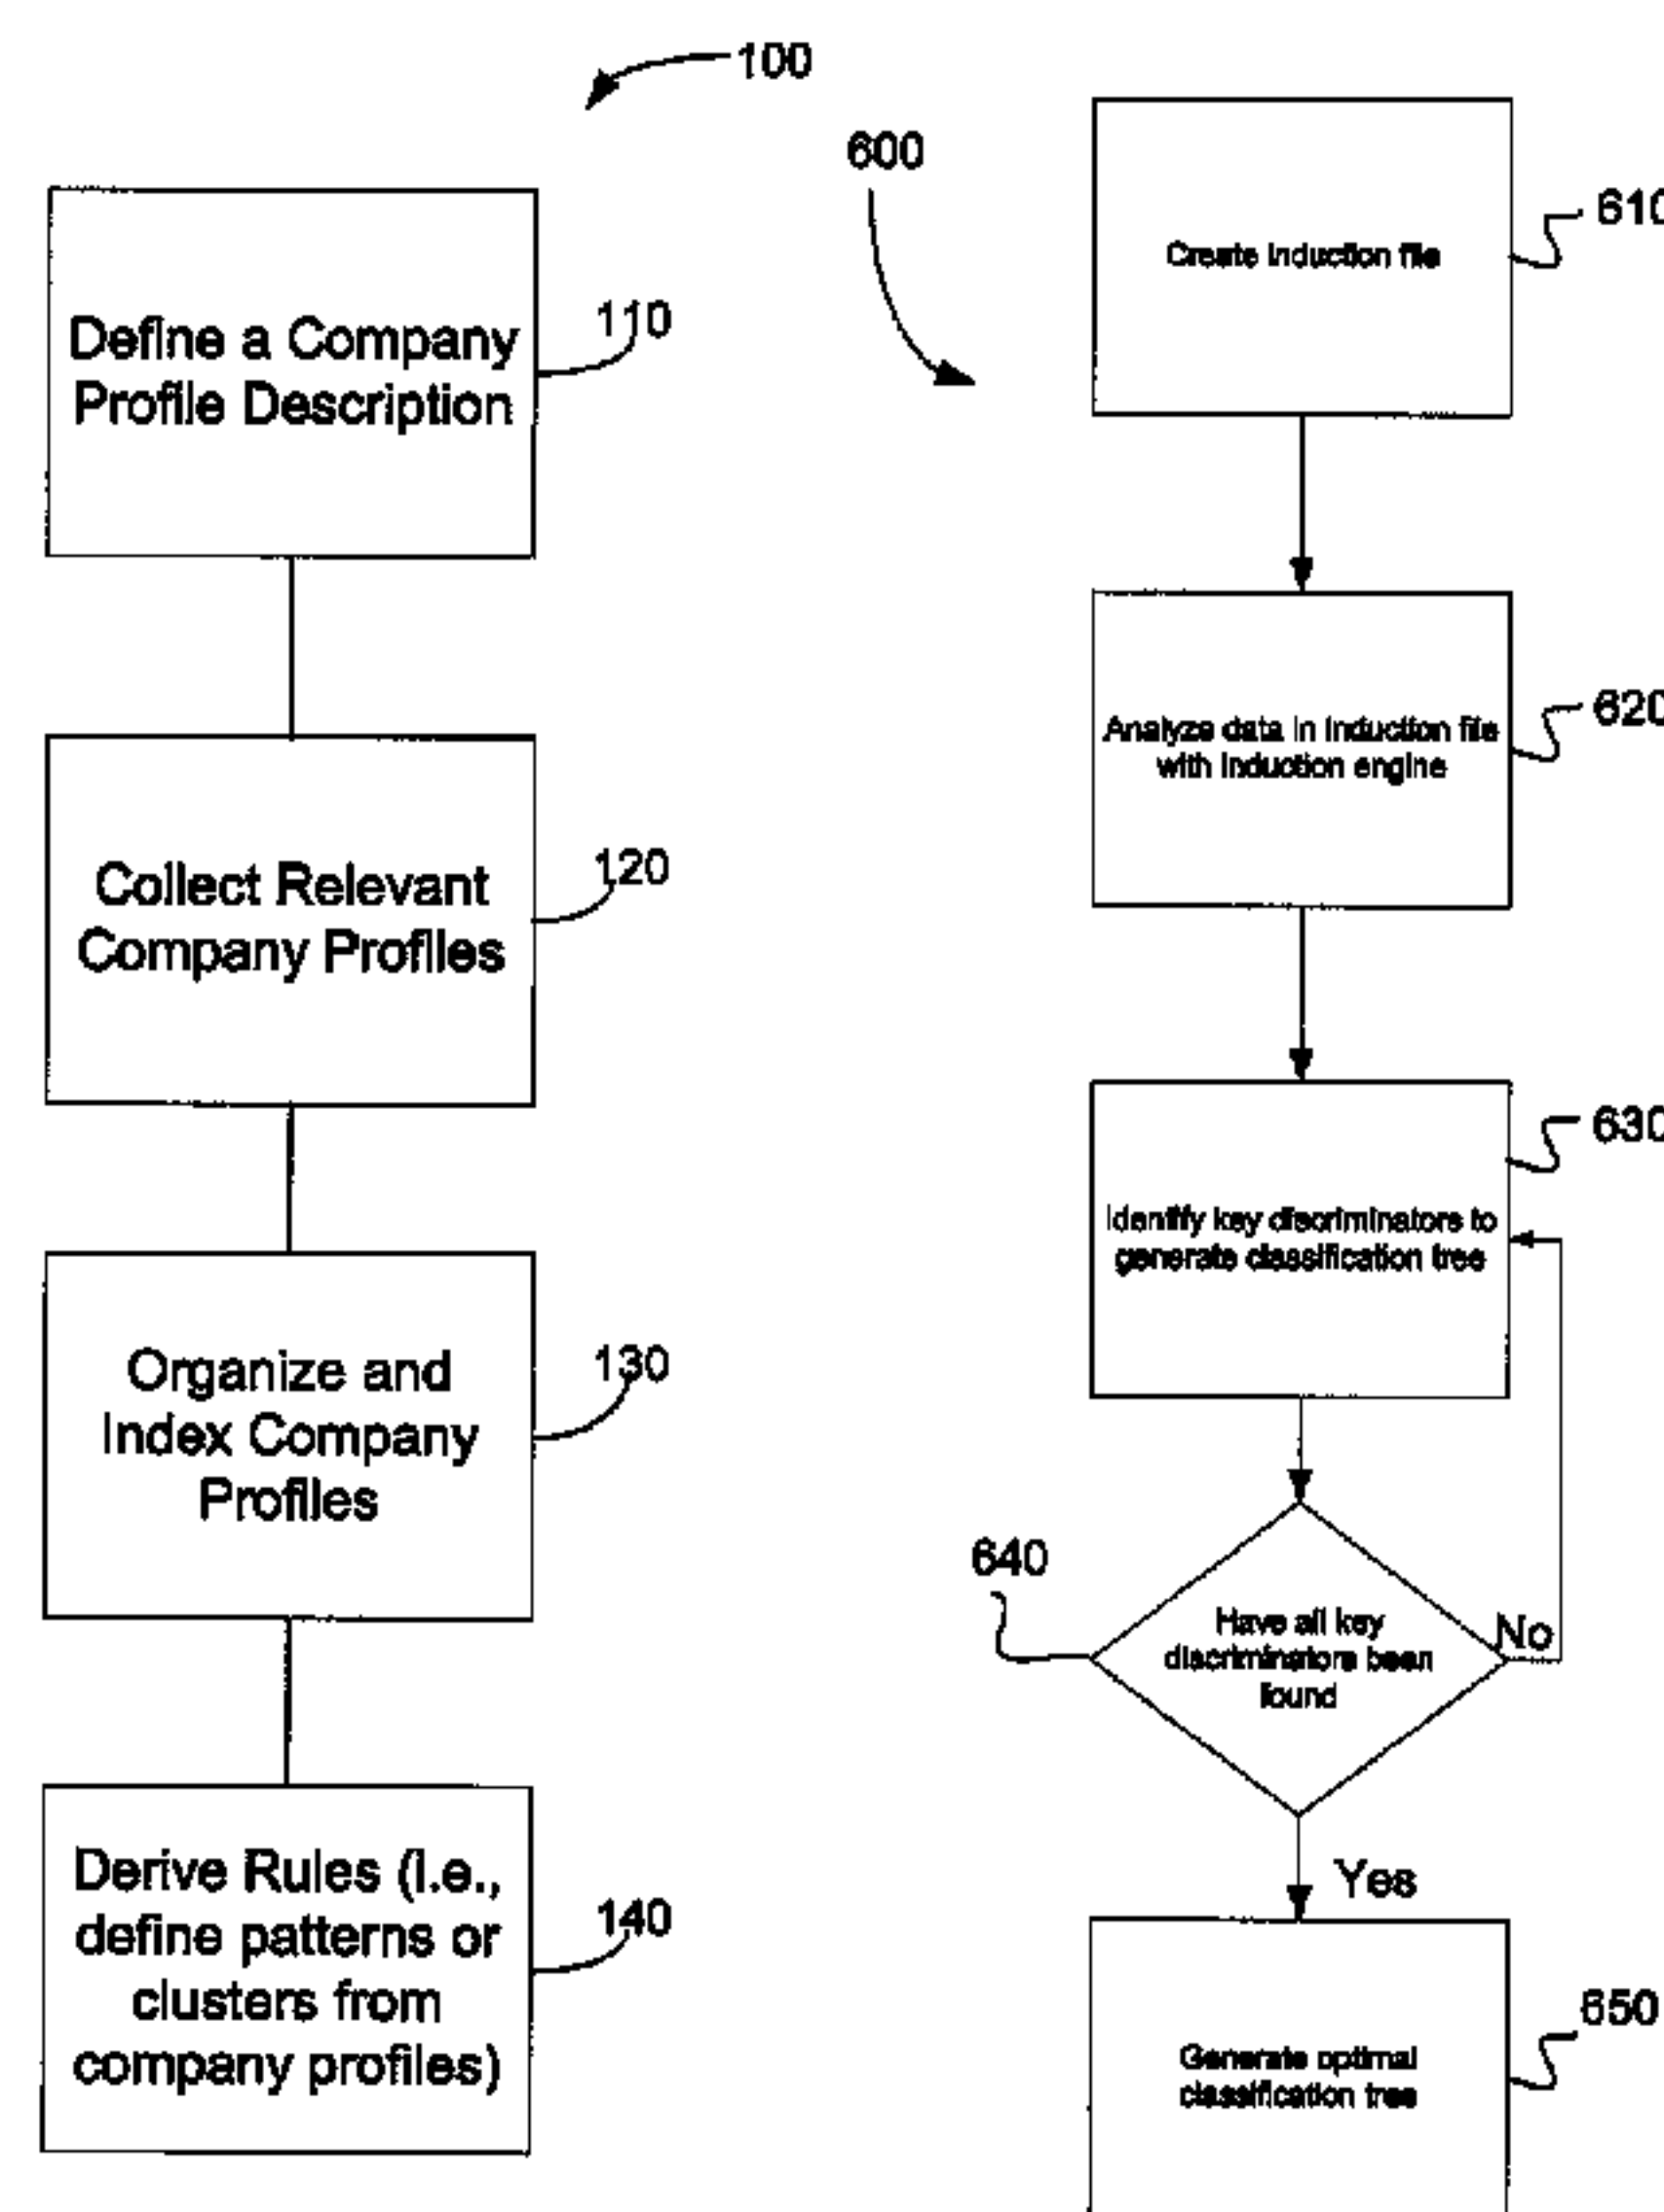 100
Define a Company
Profile Description
110
Collect Relevant
Company Profiles
120
Organize and
Index Company
Profiles
130
Derive Rules (i.e.,
define patterns or
clusters from
company profiles)
140
600
Create induction file
610
Analyze data in induction file
with induction engine
620
Identify key discriminators to
generate classification tree
630
640
Have all key
discriminators been
found
No
Yes
Generate optimal
classification tree
650